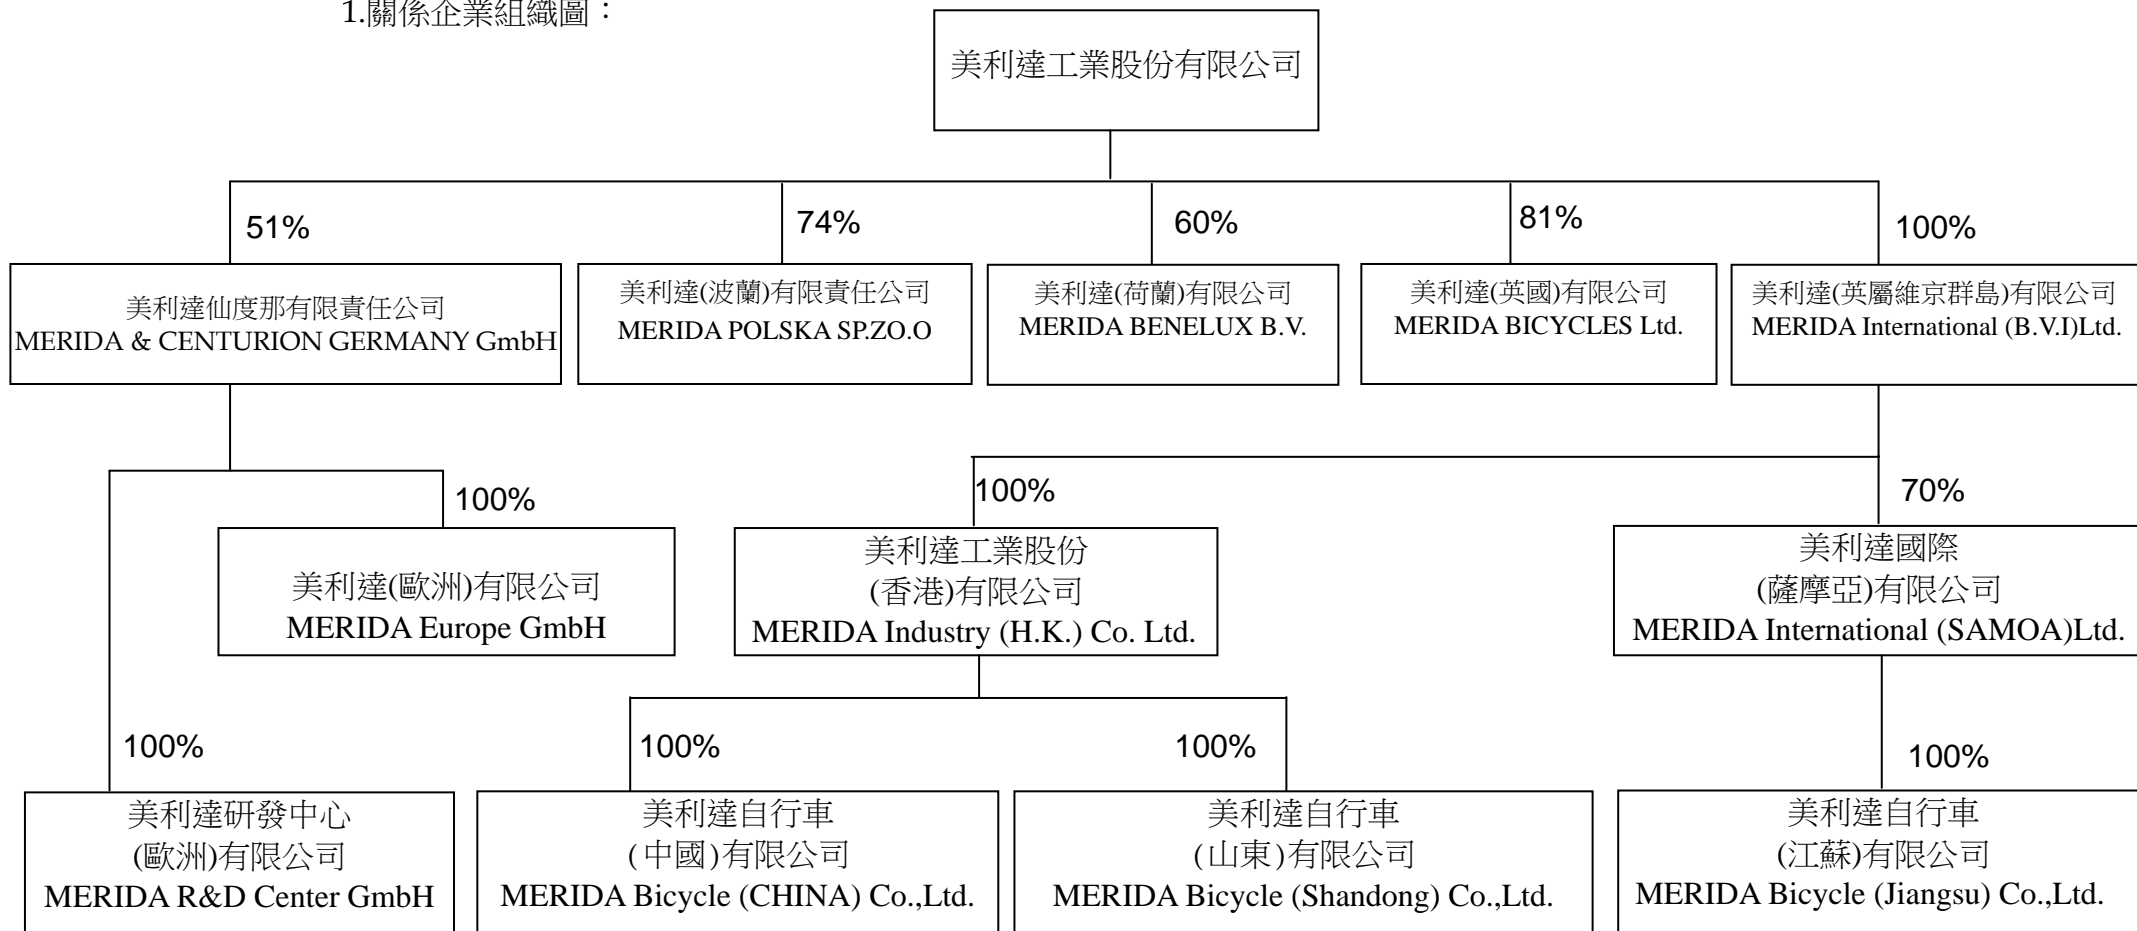 1.關係企業組織圖：
美利達工業股份有限公司
51%
74%
60%
81%
100%
美利達仙度那有限責任公司
MERIDA & CENTURION GERMANY GmbH
美利達(波蘭)有限責任公司
MERIDA POLSKA SP.ZO.O
美利達(荷蘭)有限公司
MERIDA BENELUX B.V.
美利達(英國)有限公司
MERIDA BICYCLES Ltd.
美利達(英屬維京群島)有限公司
MERIDA International (B.V.I)Ltd.
100%
100%
70%
美利達(歐洲)有限公司
MERIDA Europe GmbH
美利達工業股份
(香港)有限公司
MERIDA Industry (H.K.) Co. Ltd.
美利達國際
(薩摩亞)有限公司
MERIDA International (SAMOA)Ltd.
100%
100%
100%
100%
美利達研發中心
(歐洲)有限公司
MERIDA R&D Center GmbH
美利達自行車
(中國)有限公司
MERIDA Bicycle (CHINA) Co.,Ltd.
美利達自行車
(山東)有限公司
MERIDA Bicycle (Shandong) Co.,Ltd.
美利達自行車
(江蘇)有限公司
MERIDA Bicycle (Jiangsu) Co.,Ltd.